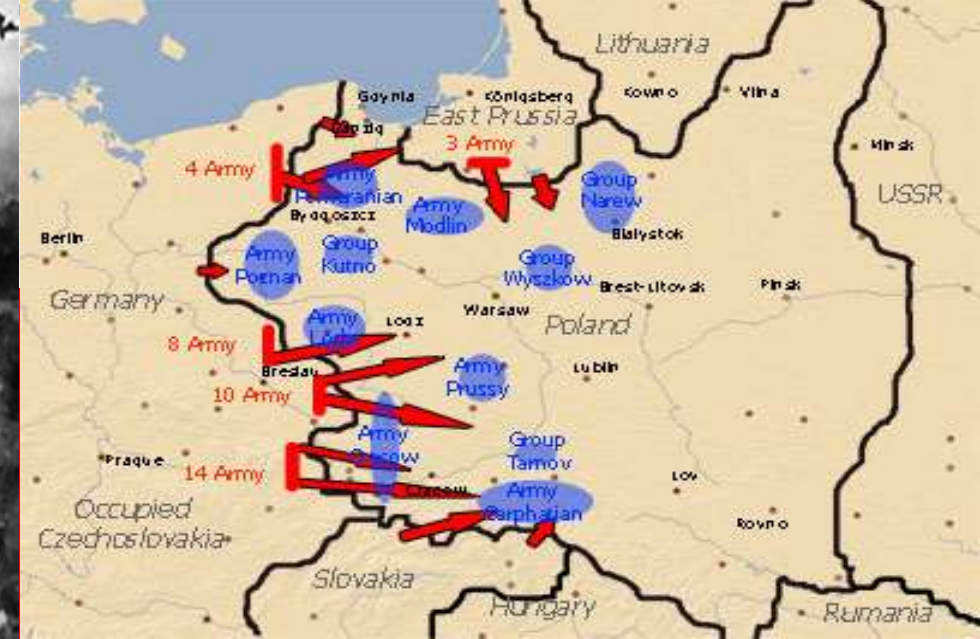 Lithuania
Gdynia
Königsberg
Kowno
Vilna
East Prussia
Danzig
3 Army
Minsk
4 Army
Army
Pomeranian
Group
Narew
USSR
Army
Modlin
Bydgoszcz
Bialystok
Berlin
Army
Poznan
Group
Kutno
Group
Wyszkow
Brest-Litovsk
Pinsk
Germany
Warsaw
Poland
Army
Lodz
Lodz
8 Army
Breslau
Army
Prussy
Lublin
10 Army
Army
Cracow
Group
Tarnov
Prague
14 Army
Lov
Cracow
Army
Carphatian
Occupied
Czechoslovakia
Rovno
Slovakia
Hungary
Rumania